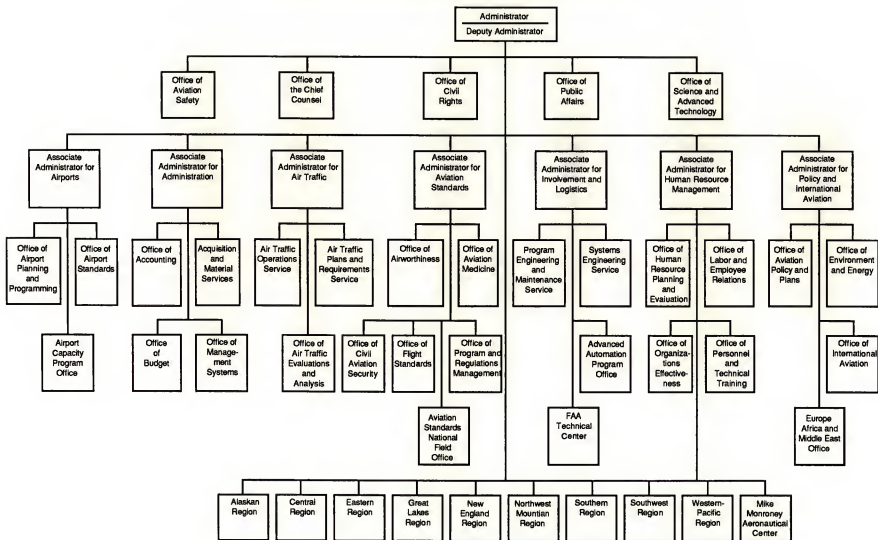 Administrator
Deputy Administrator
Office of
Aviation
Safety
Office of
the Chief
Counsel
Office of
Civil
Rights
Office of
Public
Affairs
Office of
Science and
Advanced
Technology
Associate
Administrator for
Airports
Associate
Administrator for
Administration
Associate
Administrator for
Air Traffic
Associate
Administrator for
Aviation
Standards
Associate
Administrator for
Involvement and
Logistics
Associate
Administrator for
Human Resource
Management
Associate
Administrator for
Policy and
International
Aviation
Office of
Airport
Planning
and
Programming
Office of
Airport
Standards
Office of
Accounting
Acquisition
and
Material
Services
Air Traffic
Operations
Service
Air Traffic
Plans and
Requirements
Service
Office of
Airworthiness
Office of
Aviation
Medicine
Program
Engineering
and
Maintenance
Service
Systems
Engineering
Service
Office of
Human
Resource
Planning
and
Evaluation
Office of
Labor and
Employee
Relations
Office of
Aviation
Policy and
Plans
Office of
Environment
and Energy
Airport
Capacity
Program
Office
Office
of
Budget
Office of
Manage-
ment
Systems
Office of
Air Traffic
Evaluations
and
Analysis
Office of
Civil
Aviation
Security
Office of
Flight
Standards
Office of
Program and
Regulations
Management
Advanced
Automation
Program
Office
Office of
Organiza-
tions
Effective-
ness
Office of
Personnel
and
Technical
Training
Office of
International
Aviation
Aviation
Standards
National
Field
Office
FAA
Technical
Center
Europe
Africa and
Middle East
Office
Alaskan
Region
Central
Region
Eastern
Region
Great
Lakes
Region
New
England
Region
Northwest
Mountian
Region
Southern
Region
Southwest
Region
Western-
Pacific
Region
Mike
Monroney
Aeronautical
Center